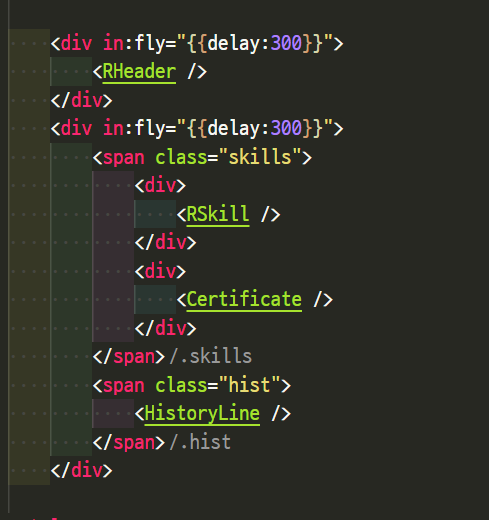 <div in:fly="{{delay:300}}">
<RHeader />
</div>
<div in:fly="{{delay:300}}">
<span class="skills">
<div>
<RSkill />
</div>
<div>
<Certificate />
</div>
</span>/.skills
<span class="hist">
<HistoryLine />
</span>/.hist
</div>